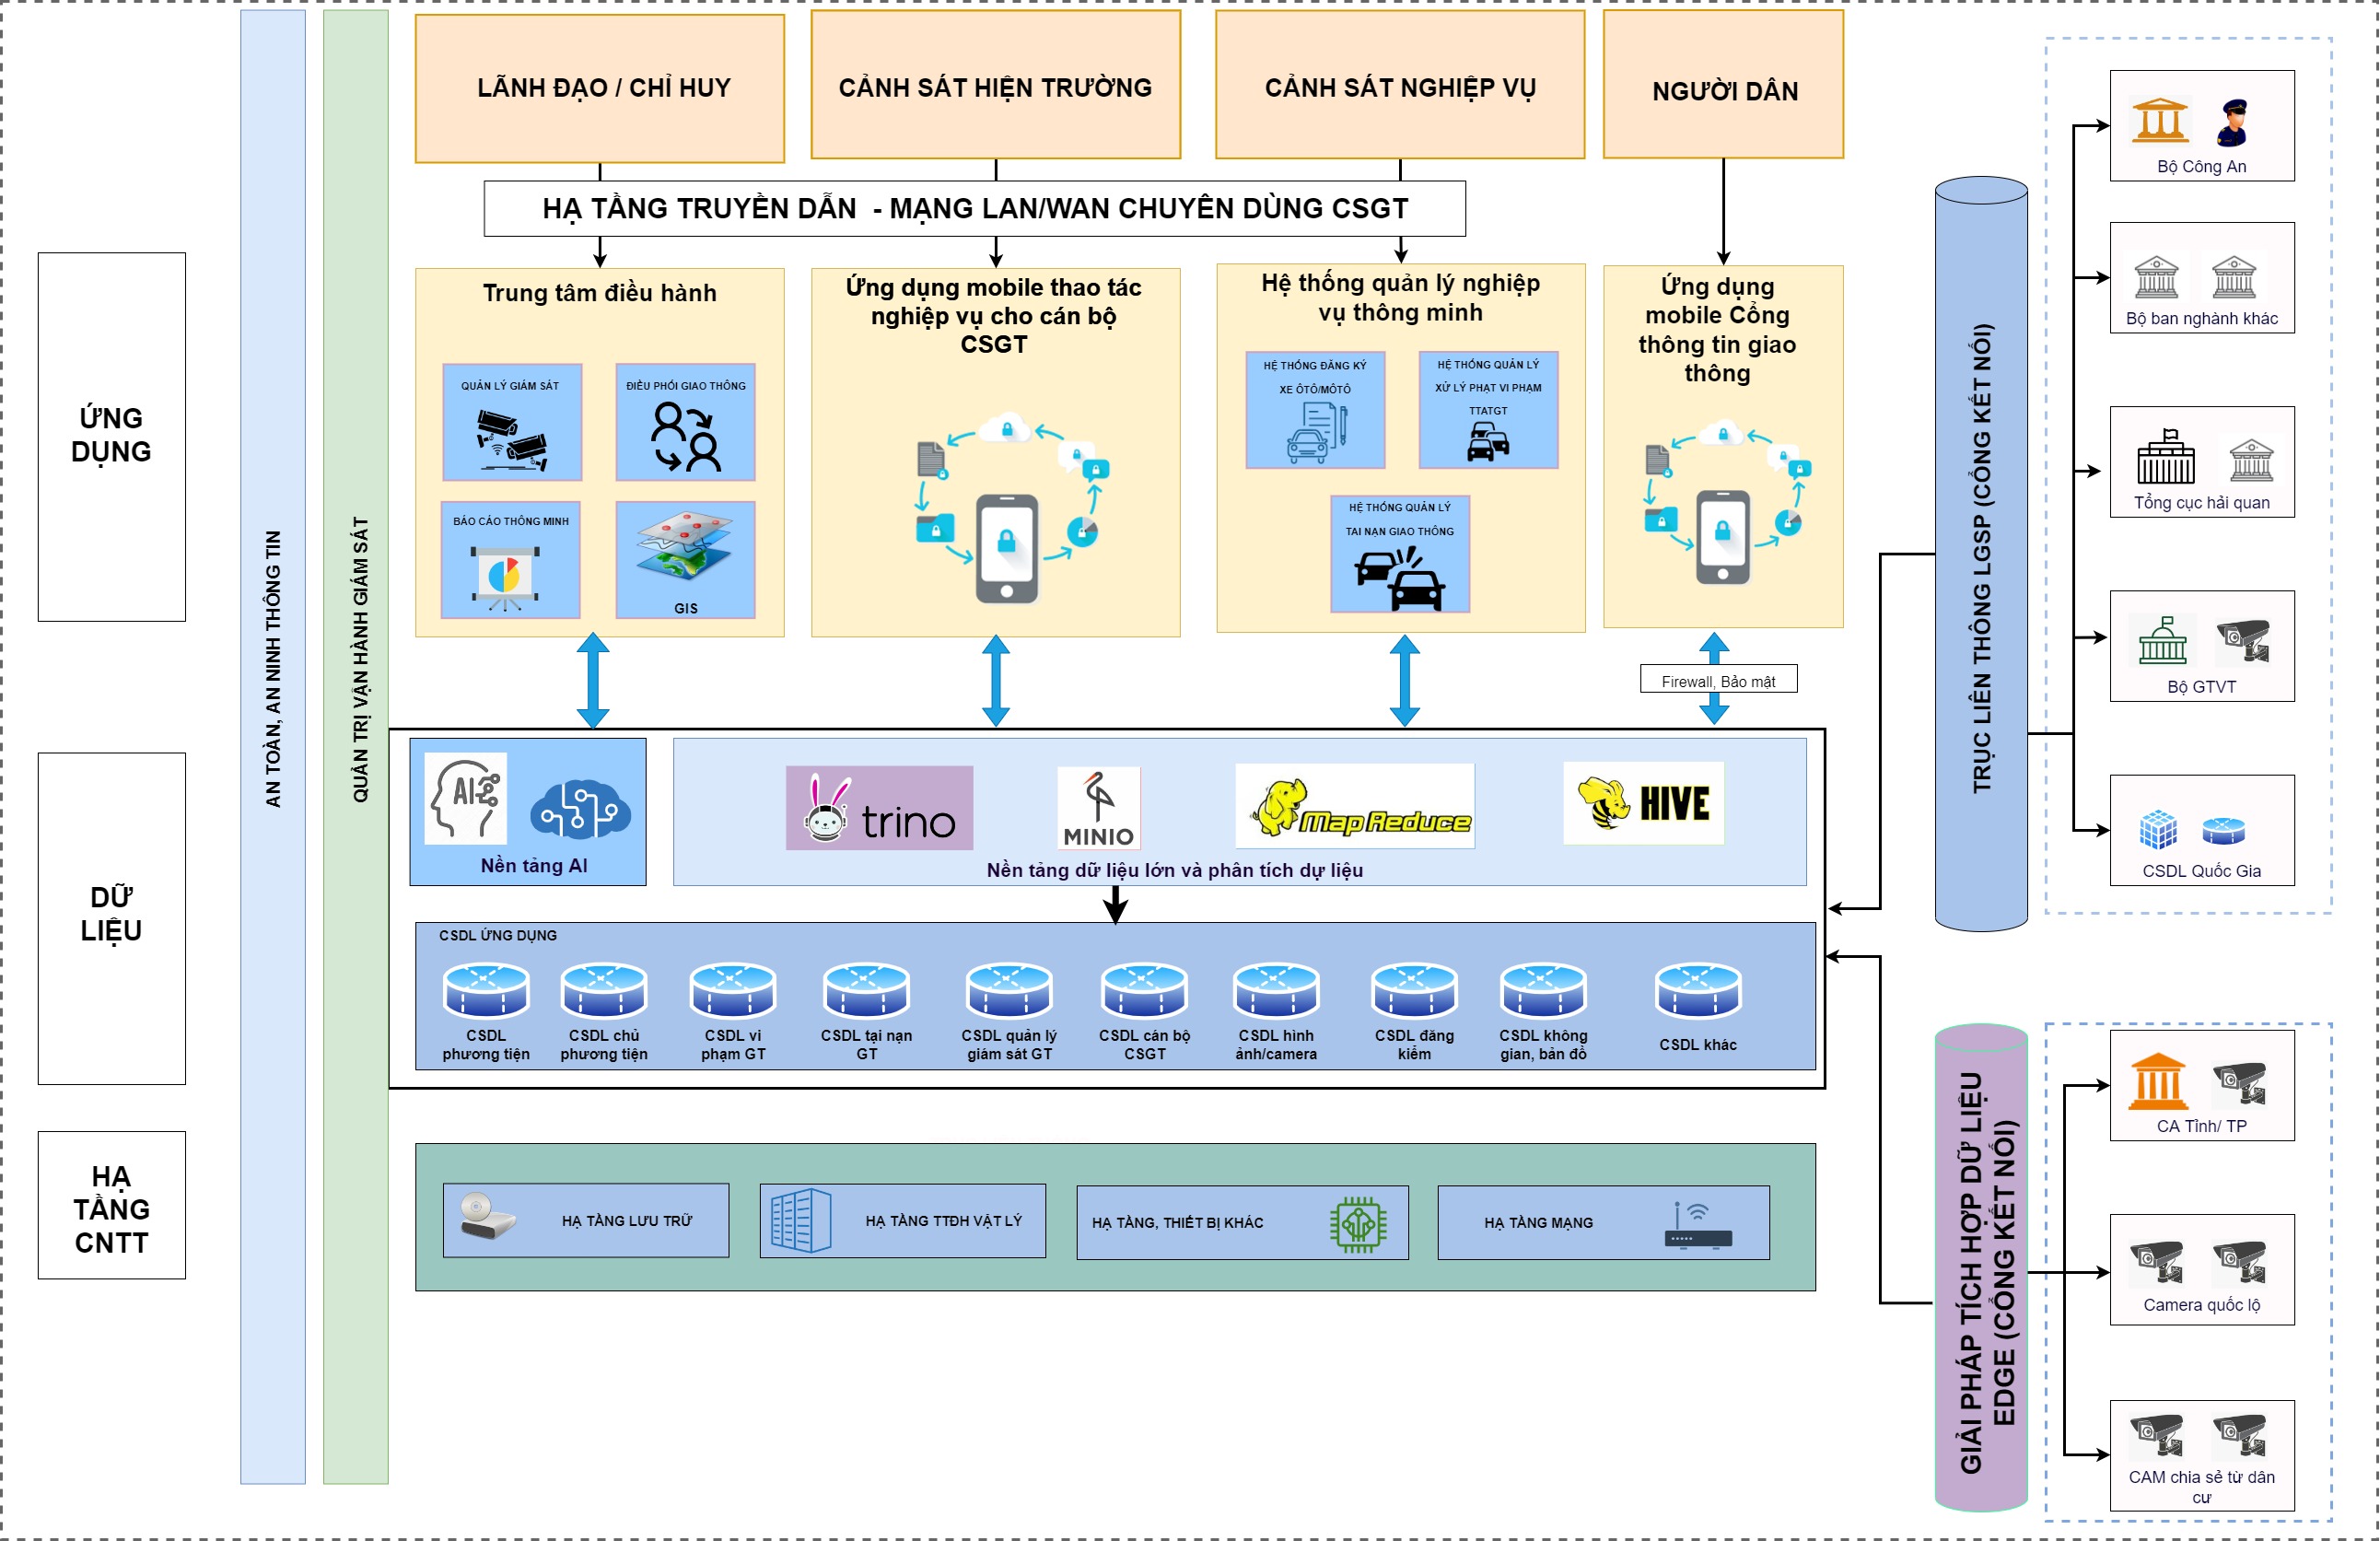 LÃNH ĐẠO / CHỈ HUY
CẢNH SÁT HIỆN TRƯỜNG
CẢNH SÁT NGHIỆP VỤ
NGƯỜI DÂN
HẠ TẦNG TRUYỀN DẪN - MẠNG LAN/WAN CHUYÊN DÙNG CSGT
ỨNG
DỤNG
DỮ
LIỆU
HẠ
TẦNG
CNTT
AN TOÀN, AN NINH THÔNG TIN
QUẢN TRỊ VẬN HÀNH GIÁM SÁT
Trung tâm điều hành
QUẢN LÝ GIÁM SÁT
ĐIỀU PHỐI GIAO THÔNG
BÁO CÁO THÔNG MINH
GIS
Ứng dụng mobile thao tác
nghiệp vụ cho cán bộ
CSGT
Hệ thống quản lý nghiệp
vụ thông minh
HỆ THỐNG ĐĂNG KÝ
XE ÔTÔ/MÔTÔ
HỆ THỐNG QUẢN LÝ
XỬ LÝ PHẠT VI PHẠM
TTATGT
HỆ THỐNG QUẢN LÝ
TAI NẠN GIAO THÔNG
Ứng dụng
mobile Cổng
thông tin giao
thông
Firewall, Bảo mật
AI
Nền tảng AI
trino
MINIO
Map Reduce
HIVE
Nền tảng dữ liệu lớn và phân tích dự liệu
CSDL ỨNG DỤNG
CSDL
phương tiện
CSDL chủ
phương tiện
CSDL vi
phạm GT
CSDL tại nạn
GT
CSDL quản lý
giám sát GT
CSDL cán bộ
CSGT
CSDL hình
ảnh/camera
CSDL đăng
kiểm
CSDL không
gian, bản đồ
CSDL khác
HẠ TẦNG LƯU TRỮ
HẠ TẦNG TTĐH VẬT LÝ
HẠ TẦNG, THIẾT BỊ KHÁC
HẠ TẦNG MẠNG
TRỤC LIÊN THÔNG LGSP (CỔNG KẾT NỐI)
Bộ Công An
Bộ ban nghành khác
Tổng cục hải quan
Bộ GTVT
CSDL Quốc Gia
GIẢI PHÁP TÍCH HỢP DỮ LIỆU
EDGE (CỔNG KẾT NỐI)
CA Tỉnh/ TP
Camera quốc lộ
CAM chia sẻ từ dân
cư